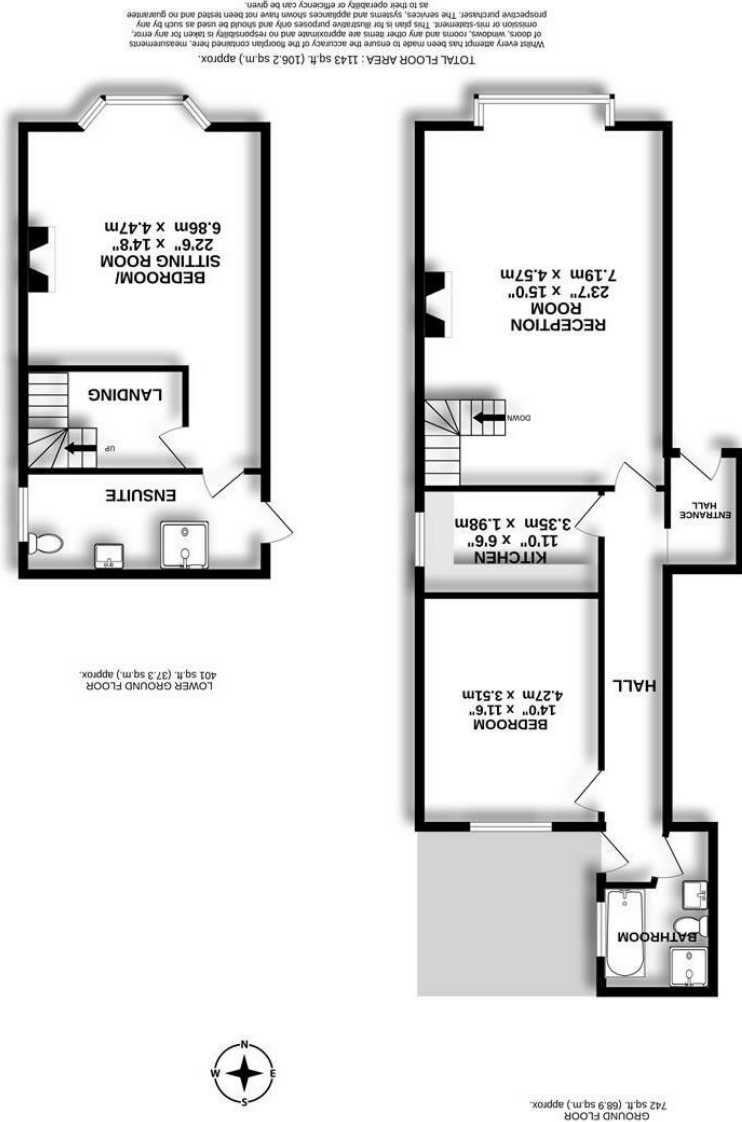 GROUND FLOOR
742 sq.ft. (68.9 sq.m.) approx.
S
E
W
N
BATHROOM
HALL
BEDROOM
14'0" x 11'6"
4.27m x 3.51m
KITCHEN
11'0" x 6'6"
3.35m x 1.98m
ENTRANCE
HALL
DOWN
RECEPTION
ROOM
23'7" x 15'0"
7.19m x 4.57m
LOWER GROUND FLOOR
401 sq.ft. (37.3 sq.m.) approx.
ENSUITE
UP
LANDING
BEDROOM/
SITTING ROOM
22'6" x 14'8"
6.86m x 4.47m
TOTAL FLOOR AREA : 1143 sq.ft. (106.2 sq.m.) approx.
Whilst every attempt has been made to ensure the accuracy of the floorplan contained here, measurements
of doors, windows, rooms and any other items are approximate and no responsibility is taken for any error,
omission or mis-statement. This plan is for illustrative purposes only and should be used as such by any
prospective purchaser. The services, systems and appliances shown have not been tested and no guarantee
as to their operability or efficiency can be given.